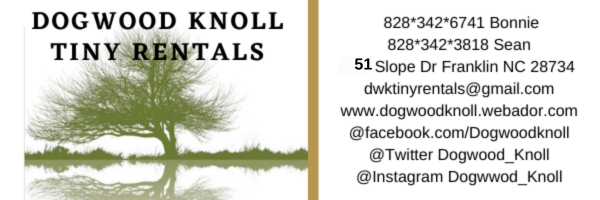 DOGWOOD KNOLL
TINY RENTALS
828*342*6741 Bonnie
828*342*3818 Sean
51 Slope Dr Franklin NC 28734
dwktinyrentals@gmail.com
www.dogwoodknoll.webador.com
@facebook.com/Dogwoodknoll
@Twitter Dogwood_Knoll
@Instagram Dogwwod_Knoll